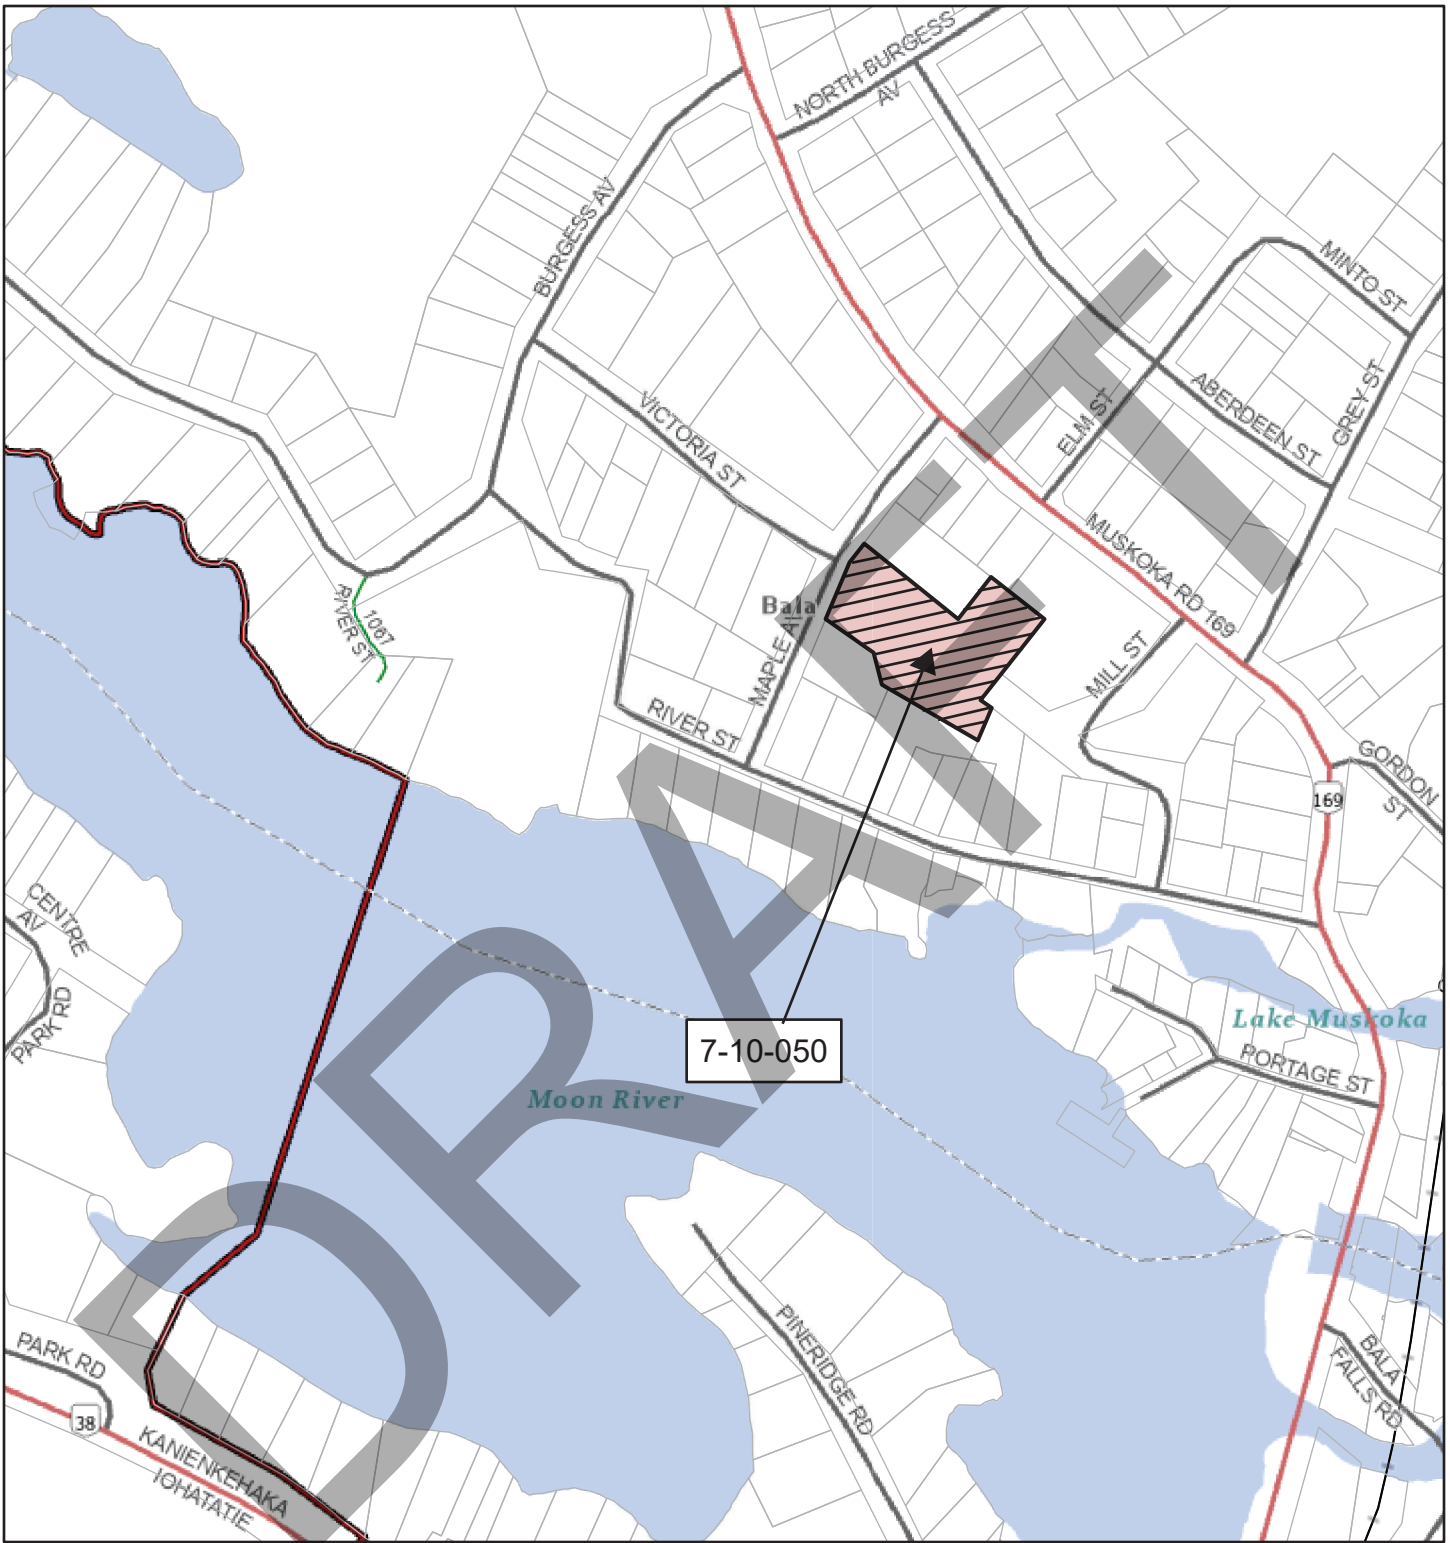 NORTH BURGESS
AV
BURGESS AV
MINTO ST
VICTORIA ST
ELM ST
ABERDEEN ST
GREY ST
MUSKOKA RD 169
1067
RIVER ST
Bala
MAPLE AV
MILL ST
RIVER ST
GORDON
ST
169
CENTRE
AV
PARK RD
Lake Muskoka
PORTAGE ST
7-10-050
Moon River
PINERIDGE RD
BALA
FALLS RD
PARK RD
38
KANIENKEHAKA
IOHATATIE
DRAFT